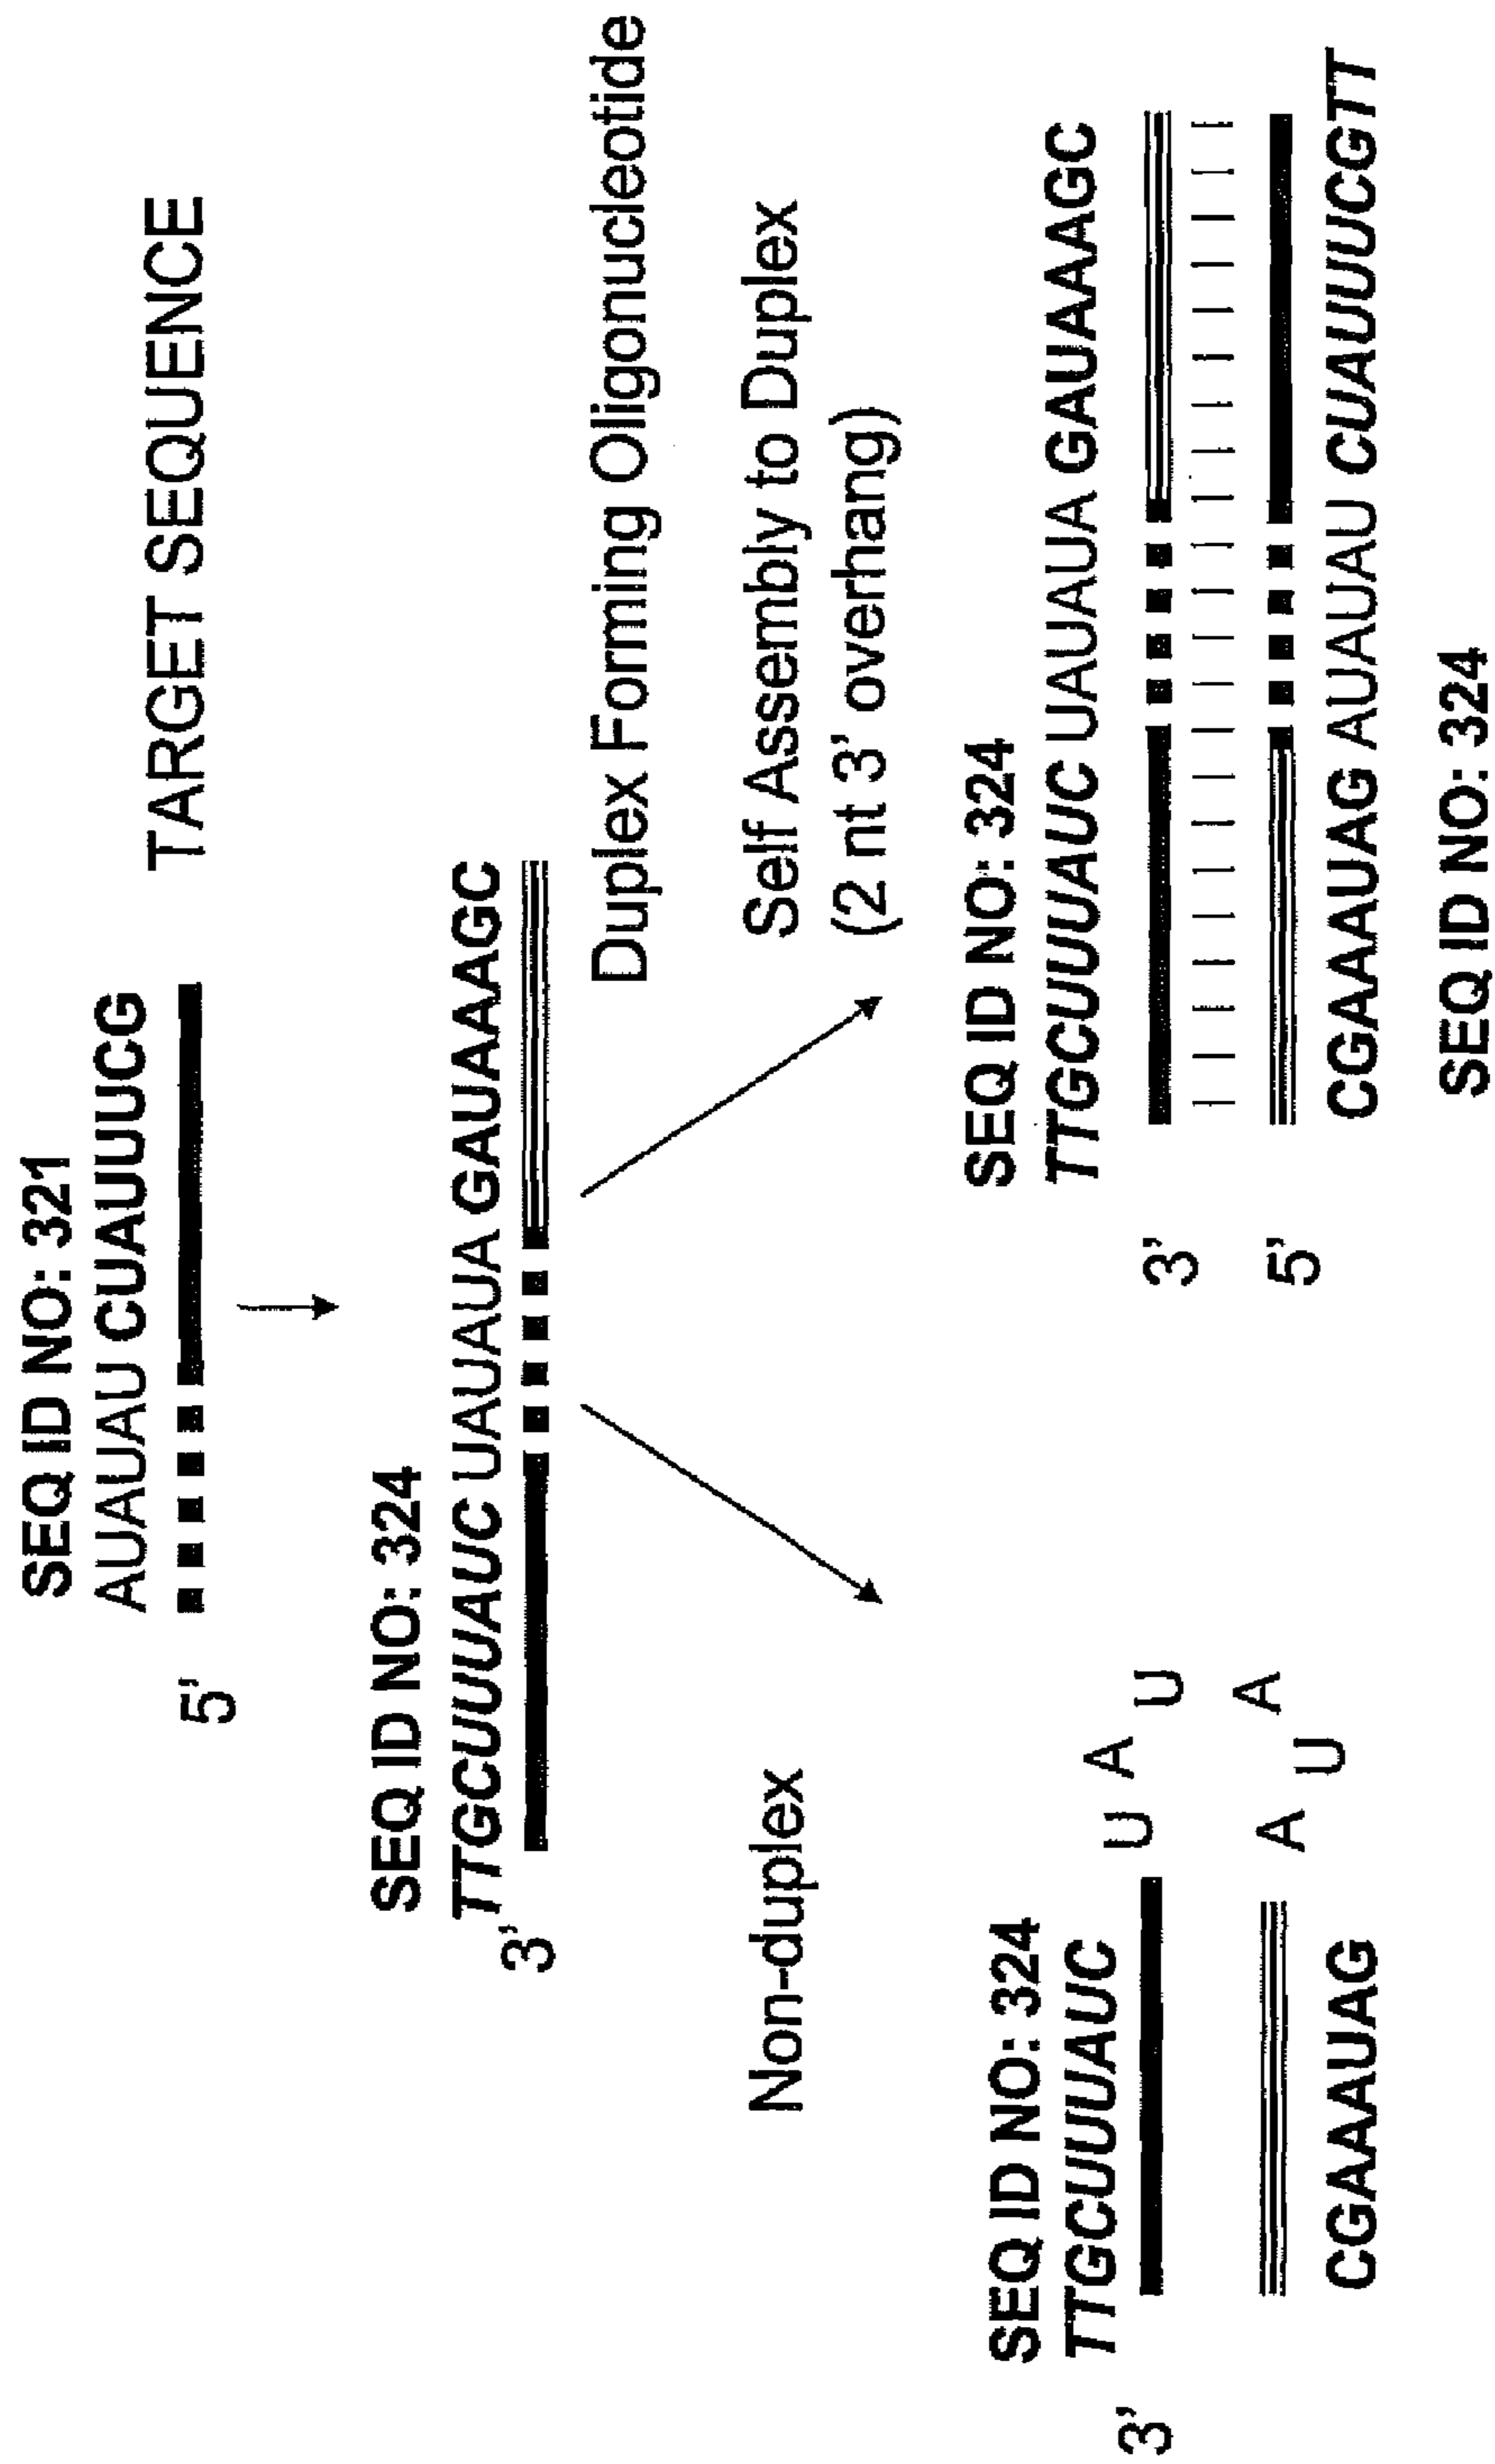 SEQ ID NO: 321
AUAUAU CUAUUUCG
5'
TARGET SEQUENCE
SEQ ID NO: 324
TTGCUUUAUC UAUAUA GAUAAAGC
3'
Duplex Forming Oligonucleotide
Non-duplex
Self Assembly to Duplex
(2 nt 3' overhang)
SEQ ID NO: 324
TTGCUUUAUC
3'
U A U
A U A
CGAAAUAG
SEQ ID NO: 324
TTGCUUUAUC UAUAUA GAUAAAGC
3'
5'
CGAAAUAG AUAUAU CUAUUUCGTT
SEQ ID NO: 324